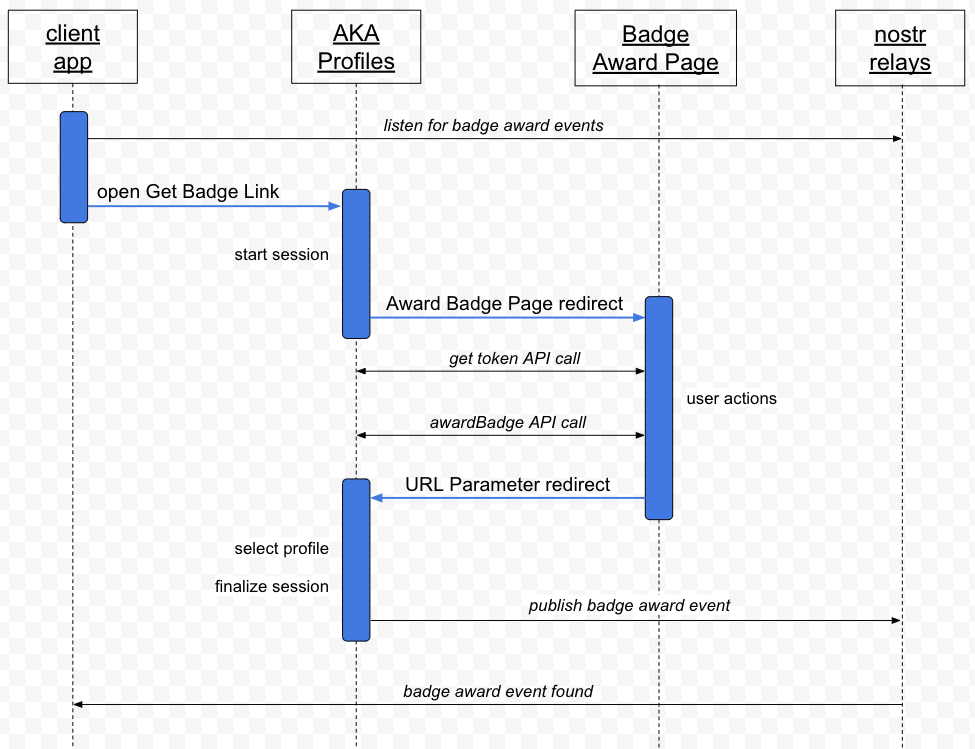 client
app
AKA
Profiles
Badge
Award Page
nostr
relays
listen for badge award events
open Get Badge Link
start session
Award Badge Page redirect
get token API call
user actions
awardBadge API call
URL Parameter redirect
select profile
finalize session
publish badge award event
badge award event found